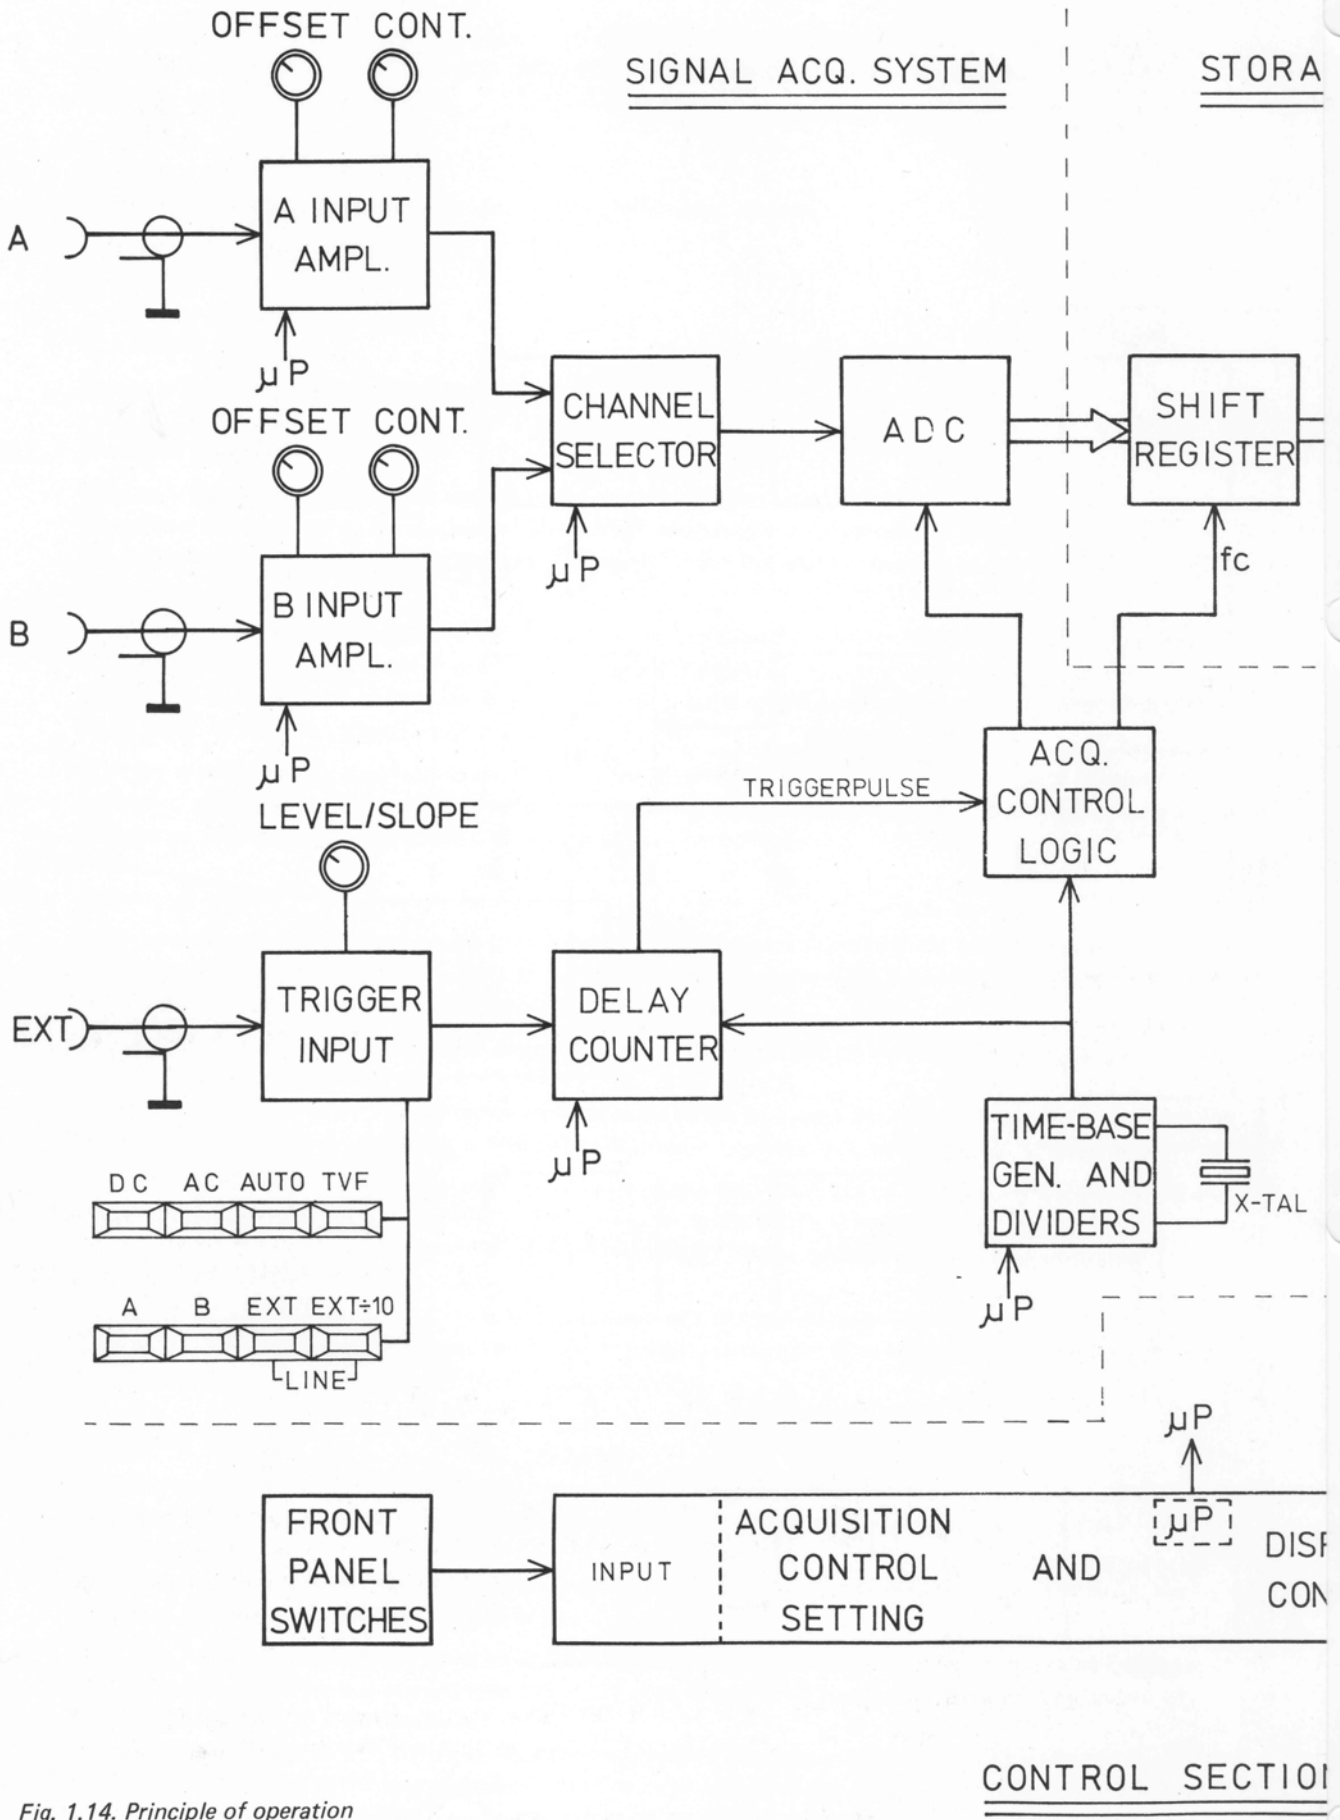 OFFSET CONT.
SIGNAL ACQ. SYSTEM
STORA
A
A INPUT
AMPL.
µP
OFFSET CONT.
CHANNEL
SELECTOR
µP
ADC
SHIFT
REGISTER
fc
B
B INPUT
AMPL.
µP
LEVEL/SLOPE
TRIGGERPULSE
ACQ.
CONTROL
LOGIC
EXT
TRIGGER
INPUT
DELAY
COUNTER
µP
TIME-BASE
GEN. AND
DIVIDERS
X-TAL
µP
DC AC AUTO TVF
A B EXT EXT÷10
LINE
µP
FRONT
PANEL
SWITCHES
INPUT
ACQUISITION
CONTROL
SETTING
AND
µP
DISP
CON
CONTROL SECTION
Fig. 1.14. Principle of operation